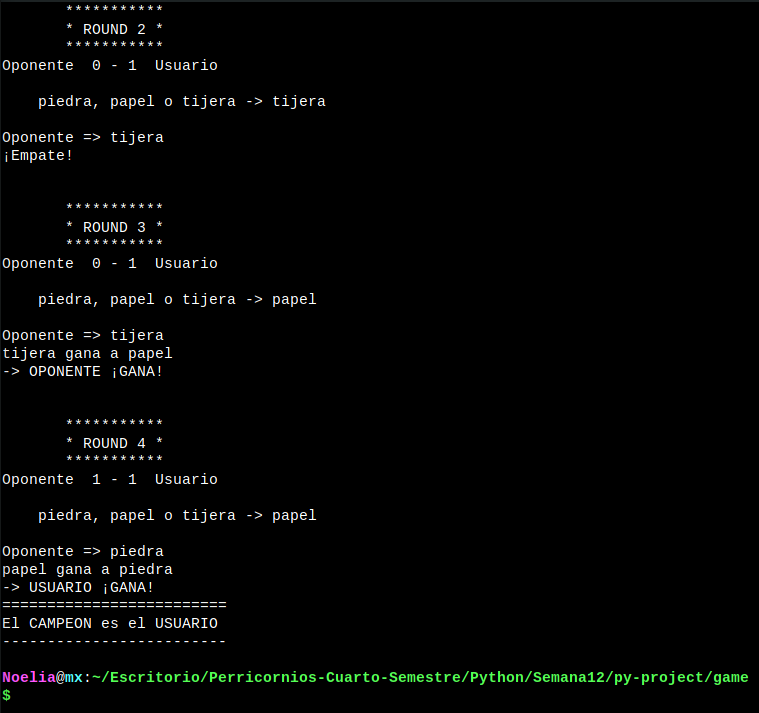 ***********
* ROUND 2 *
***********
Oponente  0 - 1  Usuario
piedra, papel o tijera -> tijera
Oponente => tijera
¡Empate!
***********
* ROUND 3 *
***********
Oponente  0 - 1  Usuario
piedra, papel o tijera -> papel
Oponente => tijera
tijera gana a papel
-> OPONENTE ¡GANA!
***********
* ROUND 4 *
***********
Oponente  1 - 1  Usuario
piedra, papel o tijera -> papel
Oponente => piedra
papel gana a piedra
-> USUARIO ¡GANA!
=========================
El CAMPEON es el USUARIO
-------------------------
Noelia@mx:~/Escritorio/Perricornios-Cuarto-Semestre/Python/Semana12/py-project/game
$